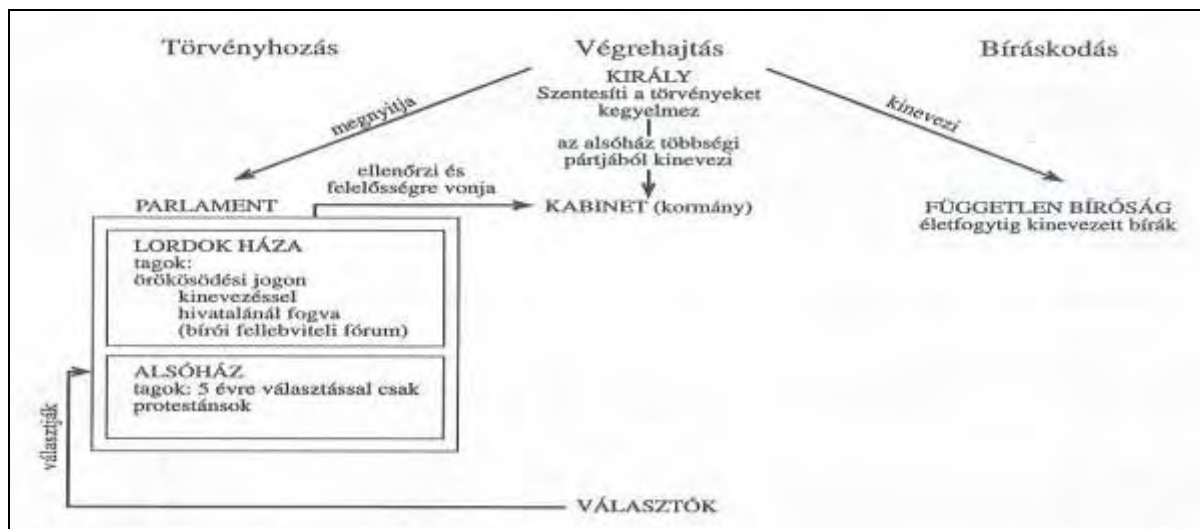 Törvényhozás
Végrehajtás
Bíráskodás
KIRÁLY
Szentesíti a törvényeket
kegyelmez
megnyitja
kinevezi
az alsóház többségi
pártjából kinevezi
ellenőrzi és
felelősségre vonja
PARLAMENT
KABINET (kormány)
FÜGGETLEN BÍRÓSÁG
életfogytig kinevezett bírák
LORDOK HÁZA
tagok:
örökösödési jogon
kinevezéssel
hivatalánál fogva
(bírói fellebviteli fórum)
ALSÓHÁZ
tagok: 5 évre választással csak
protestánsok
választják
VÁLASZTÓK